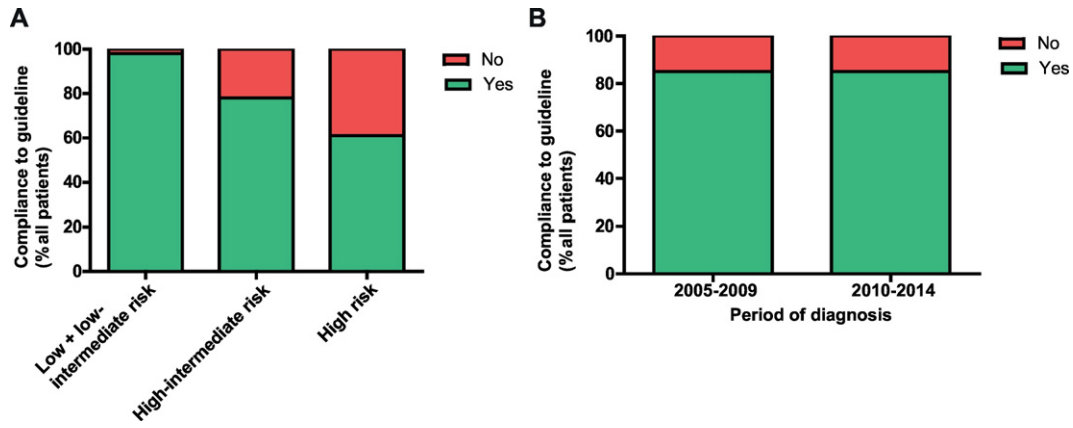 A
Compliance to guideline
(%all patients)
100
80
60
40
20
0
Low + low-
intermediate risk
High-intermediate risk
High risk
No
Yes
B
Compliance to guideline
(%all patients)
100
80
60
40
20
0
2005-2009
2010-2014
Period of diagnosis
No
Yes